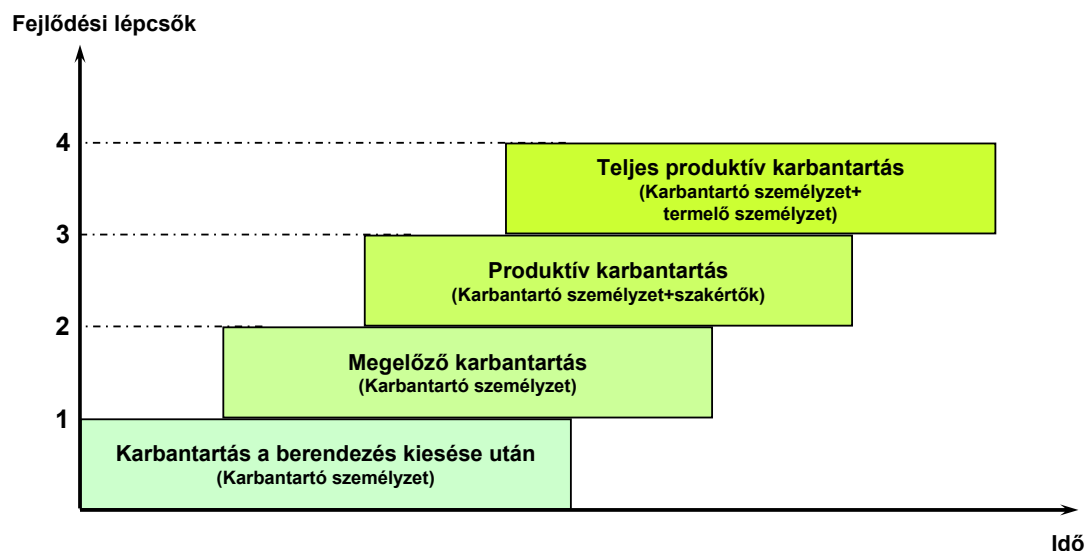 Fejlődési lépcsők
4
Teljes produktív karbantartás
(Karbantartó személyzet+
termelő személyzet)
3
Produktív karbantartás
(Karbantartó személyzet+szakértők)
2
Megelőző karbantartás
(Karbantartó személyzet)
1
Karbantartás a berendezés kiesése után
(Karbantartó személyzet)
Idő